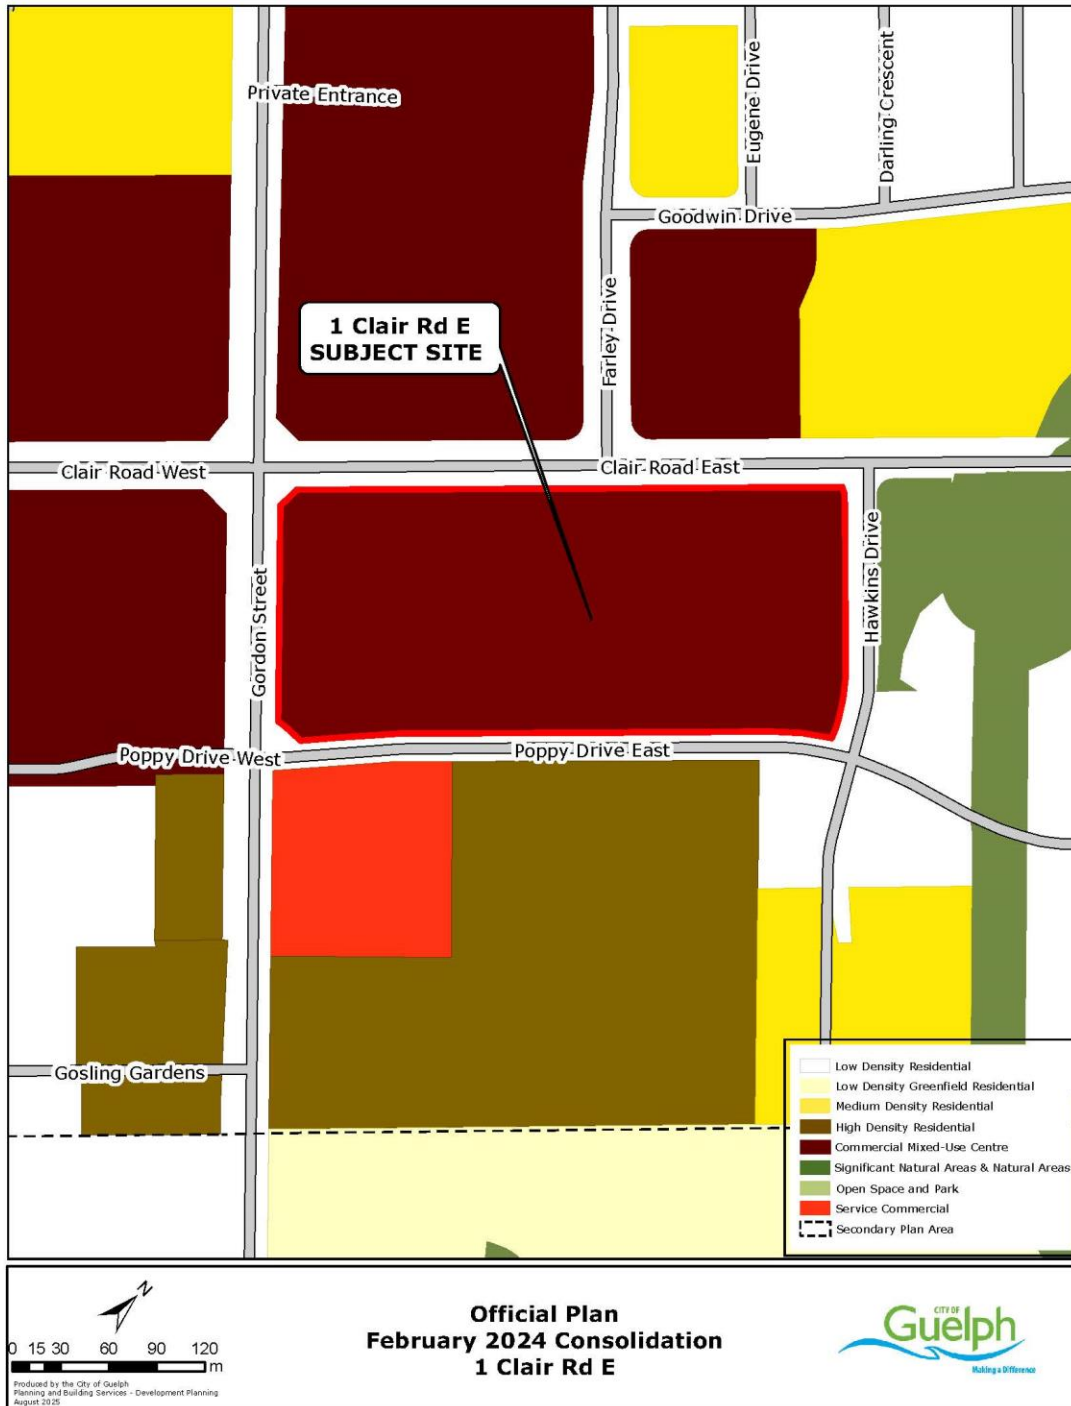 Private Entrance
Eugene Drive
Darling Crescent
Goodwin Drive
1 Clair Rd E
SUBJECT SITE
Farley Drive
Clair Road West
Clair Road East
Gordon Street
Hawkins Drive
Poppy Drive West
Poppy Drive East
Gosling Gardens
Low Density Residential
Low Density Greenfield Residential
Medium Density Residential
High Density Residential
Commercial Mixed-Use Centre
Significant Natural Areas & Natural Areas
Open Space and Park
Service Commercial
Secondary Plan Area
N
0 15 30 60 90 120
m
Produced by the City of Guelph
Planning and Building Services - Development Planning
August 2025
Official Plan
February 2024 Consolidation
1 Clair Rd E
CITY OF
Guelph
Making a Difference